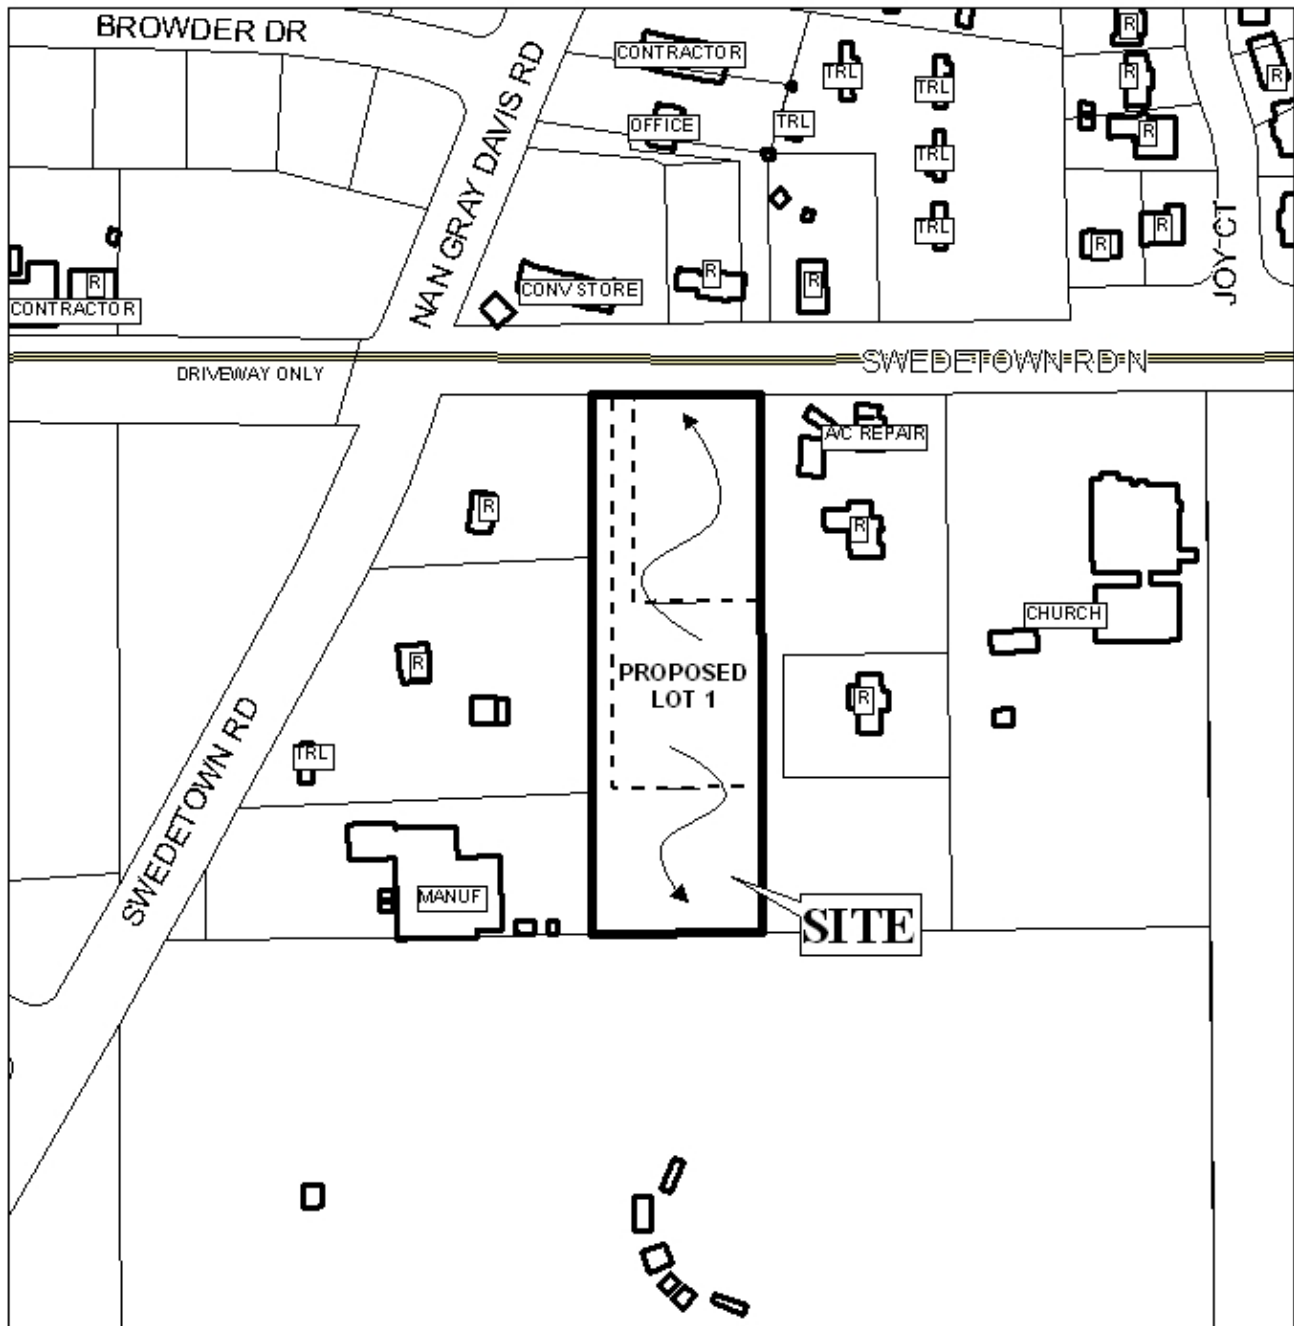 BROWDER DR
NAN GRAY DAVIS RD
CONTRACTOR
TRL
R
R
R
TRL
OFFICE
TRL
R
TRL
TRL
R
R
JOY CT
R
CONTRACTOR
CONV STORE
R
R
DRIVEWAY ONLY
SWEDETOWN RD N
A/C REPAIR
R
R
CHURCH
R
PROPOSED
LOT 1
R
TRL
SWEDETOWN RD
MANUF
SITE